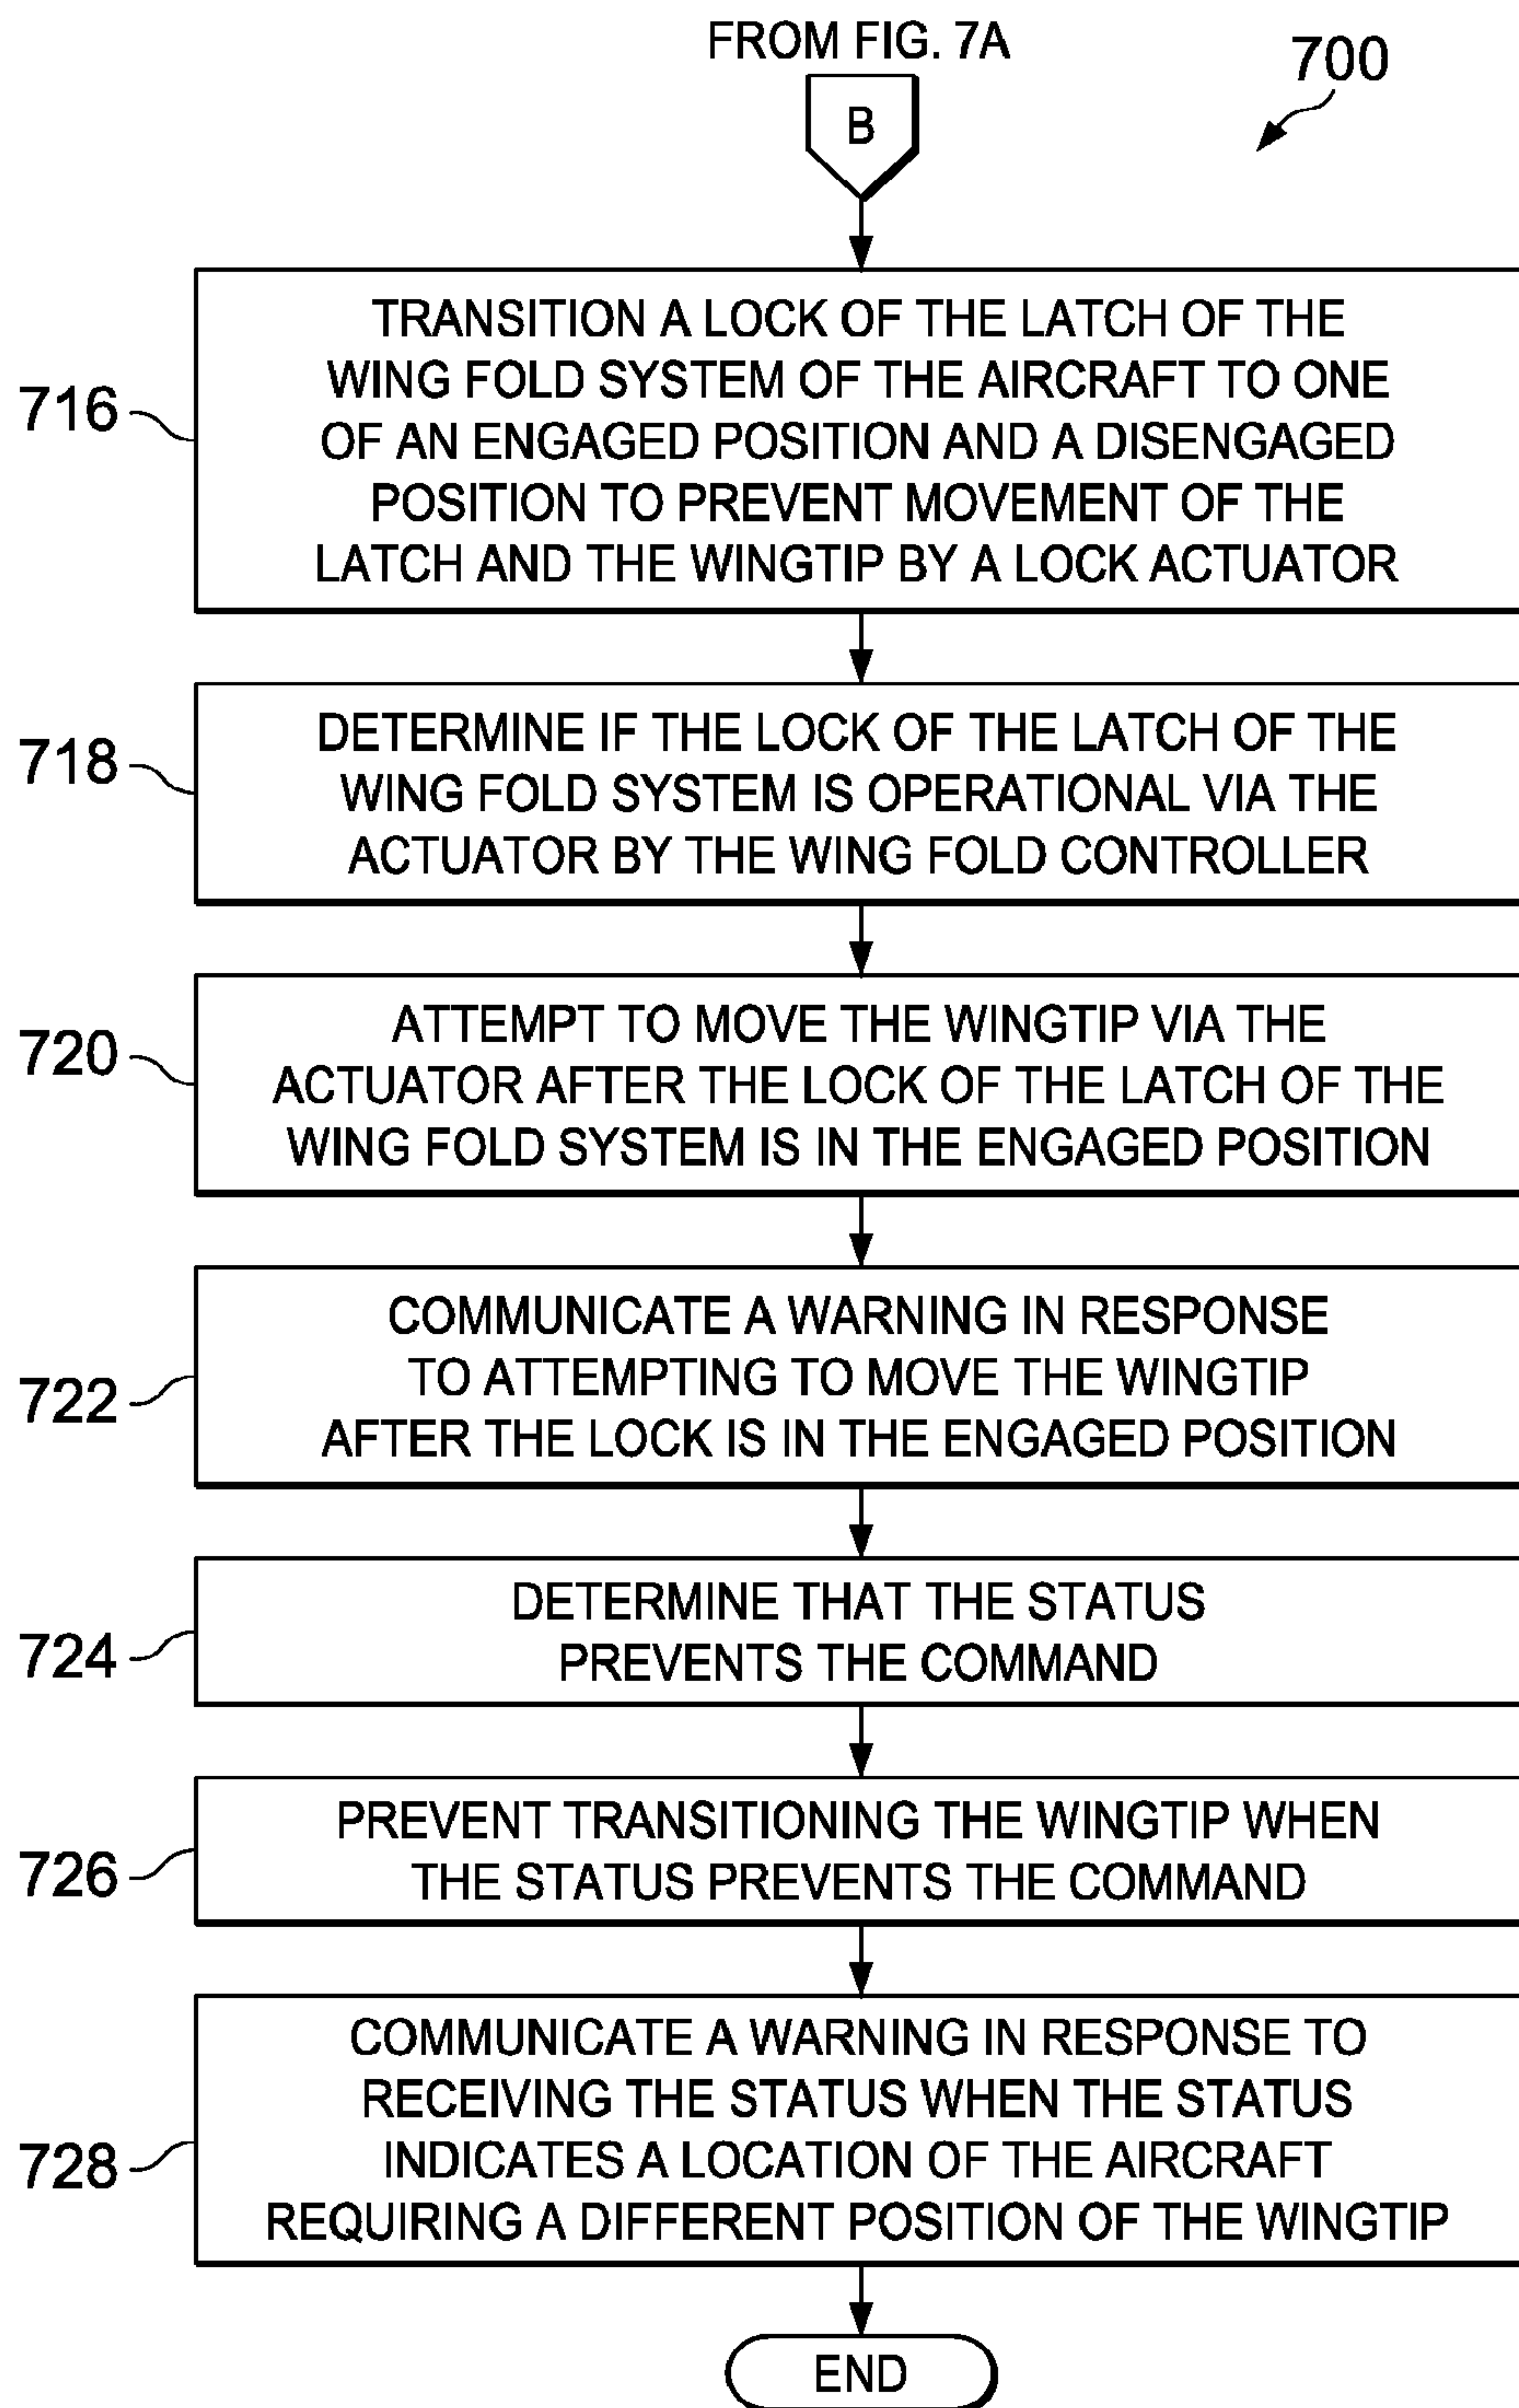 FROM FIG. 7A
700
B
TRANSITION A LOCK OF THE LATCH OF THE
WING FOLD SYSTEM OF THE AIRCRAFT TO ONE
716
OF AN ENGAGED POSITION AND A DISENGAGED
POSITION TO PREVENT MOVEMENT OF THE
LATCH AND THE WINGTIP BY A LOCK ACTUATOR
DETERMINE IF THE LOCK OF THE LATCH OF THE
718
WING FOLD SYSTEM IS OPERATIONAL VIA THE
ACTUATOR BY THE WING FOLD CONTROLLER
ATTEMPT TO MOVE THE WINGTIP VIA THE
720
ACTUATOR AFTER THE LOCK OF THE LATCH OF THE
WING FOLD SYSTEM IS IN THE ENGAGED POSITION
COMMUNICATE A WARNING IN RESPONSE
TO ATTEMPTING TO MOVE THE WINGTIP
722
AFTER THE LOCK IS IN THE ENGAGED POSITION
DETERMINE THAT THE STATUS
724
PREVENTS THE COMMAND
PREVENT TRANSITIONING THE WINGTIP WHEN
726
THE STATUS PREVENTS THE COMMAND
COMMUNICATE A WARNING IN RESPONSE TO
RECEIVING THE STATUS WHEN THE STATUS
728
INDICATES A LOCATION OF THE AIRCRAFT
REQUIRING A DIFFERENT POSITION OF THE WINGTIP
END